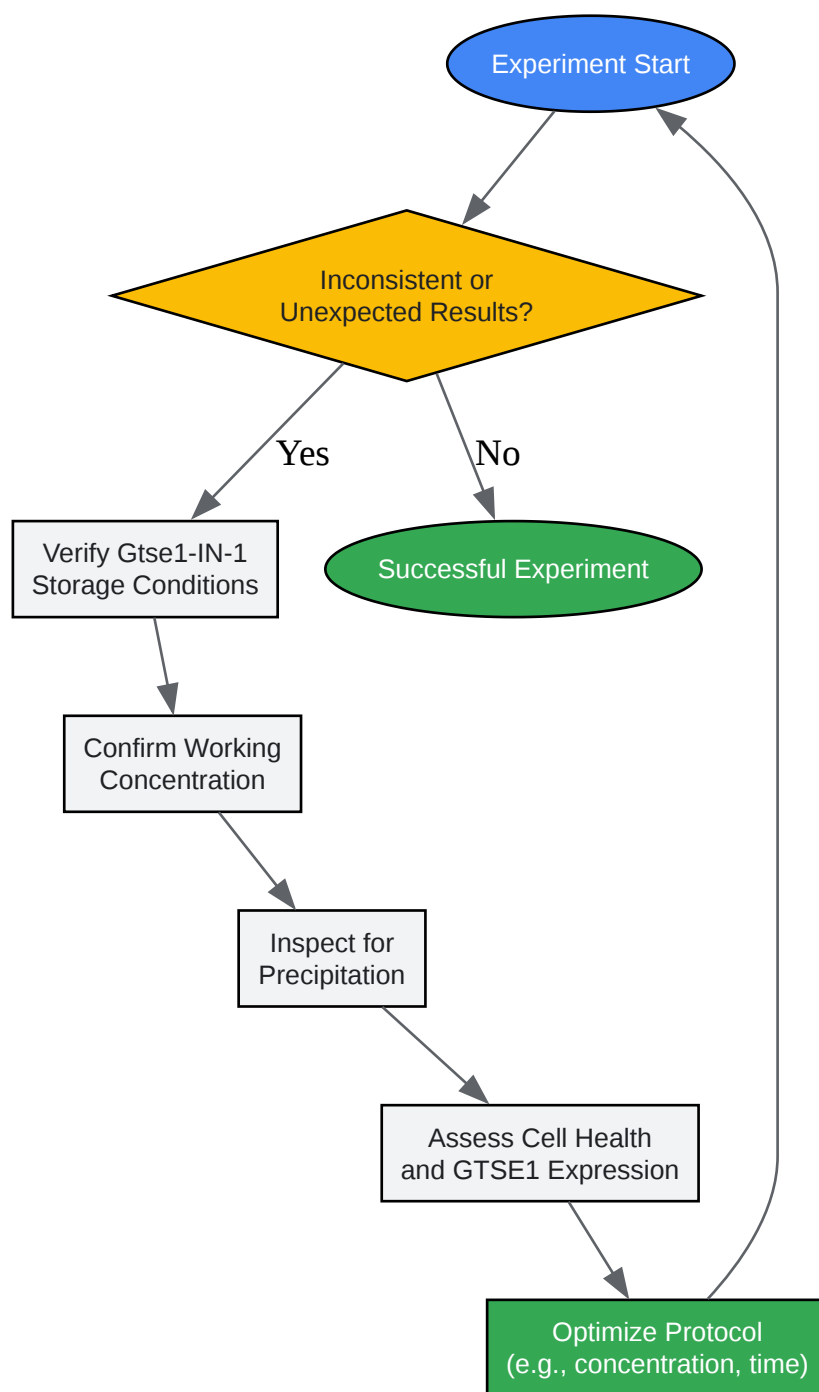 Experiment Start
Inconsistent or
Unexpected Results?
Yes
No
Verify Gtse1-IN-1
Storage Conditions
Successful Experiment
Confirm Working
Concentration
Inspect for
Precipitation
Assess Cell Health
and GTSE1 Expression
Optimize Protocol
(e.g., concentration, time)